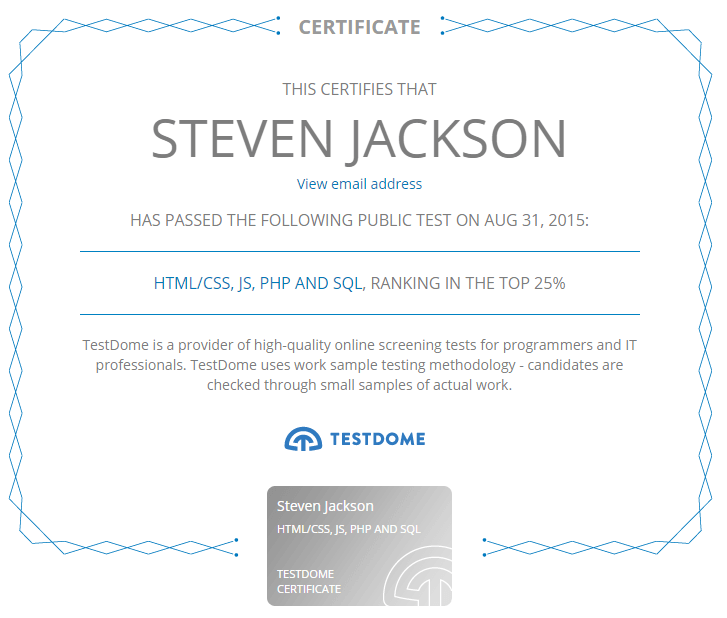 CERTIFICATE
THIS CERTIFIES THAT
STEVEN JACKSON
View email address
HAS PASSED THE FOLLOWING PUBLIC TEST ON AUG 31, 2015:
HTML/CSS, JS, PHP AND SQL, RANKING IN THE TOP 25%
TestDome is a provider of high-quality online screening tests for programmers and IT
professionals. TestDome uses work sample testing methodology - candidates are
checked through small samples of actual work.
TESTDOME
Steven Jackson
HTML/CSS, JS, PHP AND SQL
TESTDOME
CERTIFICATE